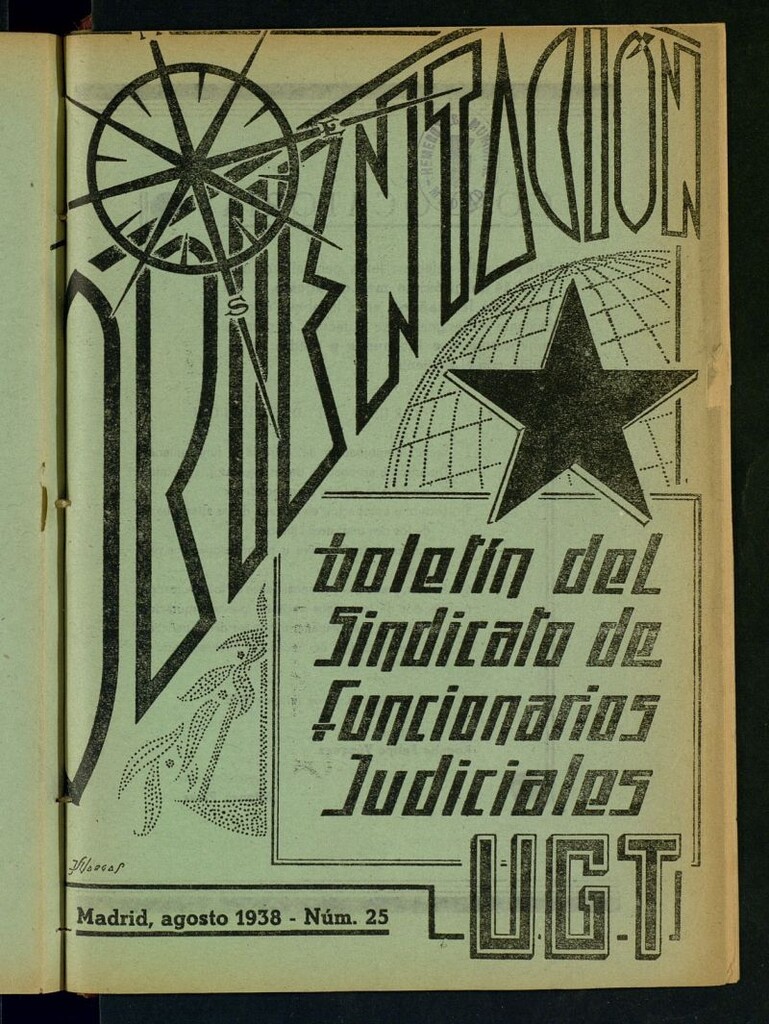 ORIENTACIÓN
E
S
boletín del
Sindicato de
Funcionarios
Judiciales
U.G.T
Madrid, agosto 1938 - Núm. 25